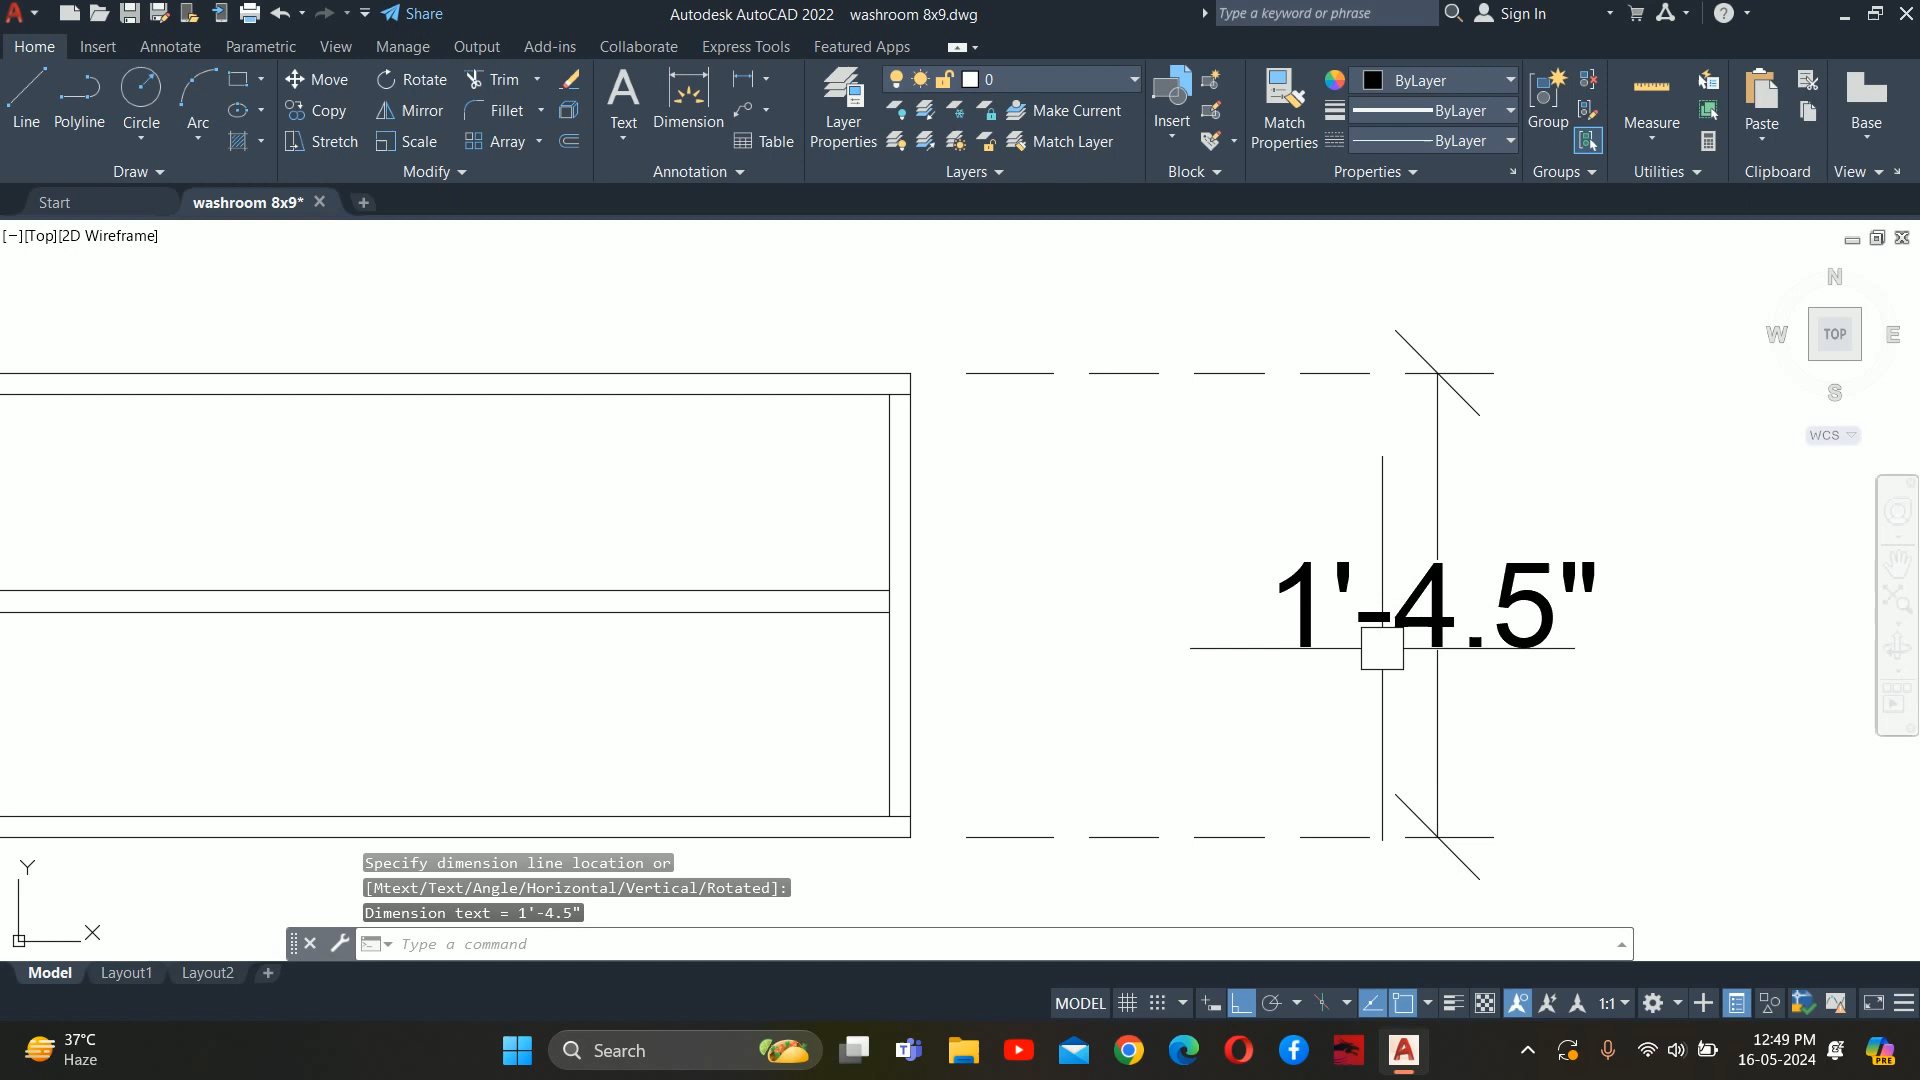 Share
Autodesk AutoCAD 2022 washroom 8x9.dwg
Type a keyword or phrase
Sign In
Home Insert Annotate Parametric View Manage Output Add-ins Collaborate Express Tools Featured Apps
Line Polyline Circle Arc
Draw
Move Rotate Trim
Copy Mirror Fillet
Stretch Scale Array
Modify
Text Dimension Table
Annotation
Layer Properties
0
Make Current
Match Layer
Layers
Insert
Block
Match Properties
ByLayer
ByLayer
ByLayer
Properties
Group
Groups
Measure
Utilities
Paste
Clipboard
Base
View
Start washroom 8x9*
[−][Top][2D Wireframe]
N
W TOP E
S
WCS
1'-4.5"
Y
X
Specify dimension line location or
[Mtext/Text/Angle/Horizontal/Vertical/Rotated]:
Dimension text = 1'-4.5"
Type a command
Model Layout1 Layout2
MODEL 1:1
37°C
Haze
Search
12:49 PM
16-05-2024
PRE